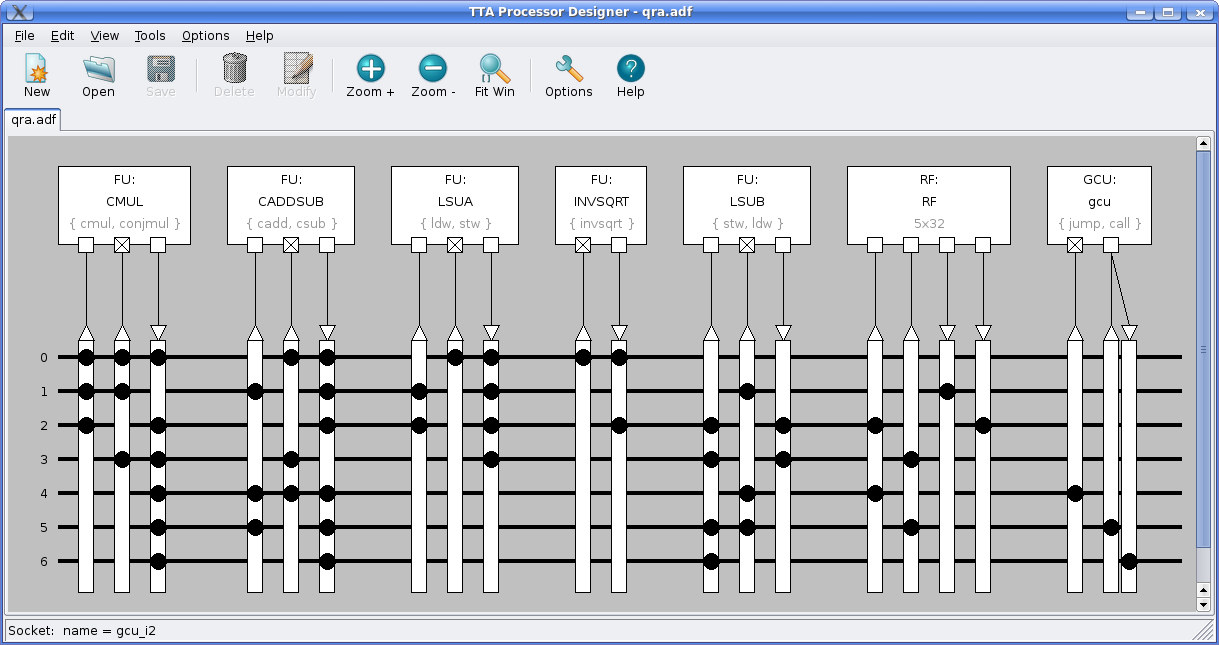 TTA Processor Designer - qra.adf
File Edit View Tools Options Help
New Open Save Delete Modify Zoom + Zoom - Fit Win Options Help
qra.adf
FU: FU: FU: FU: FU: RF: GCU:
CMUL CADDSUB LSUA INVSQRT LSUB RF gcu
{ cmul, conjmul } { cadd, csub } { ldw, stw } { invsqrt } { stw, ldw } 5x32 { jump, call }
0
1
2
3
4
5
6
Socket: name = gcu_i2